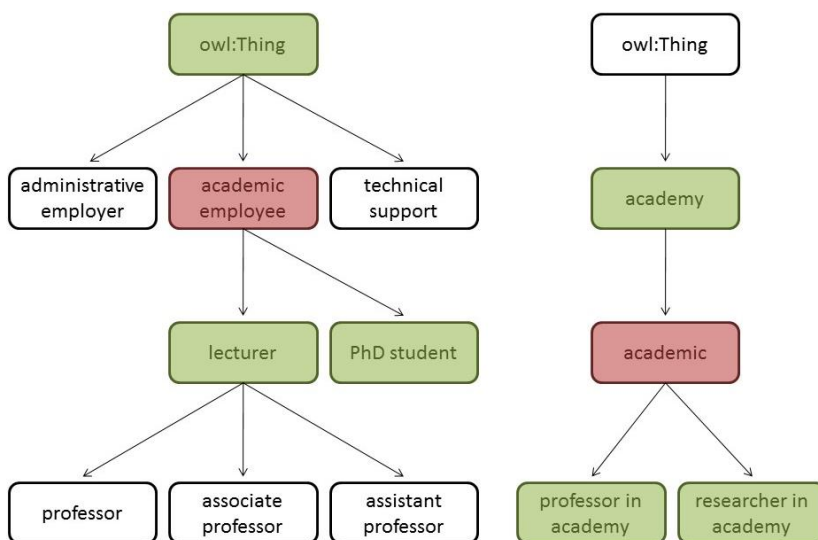 owl:Thing
owl:Thing
administrative
employer
academic
employee
technical
support
academy
lecturer
PhD student
academic
professor
associate
professor
assistant
professor
professor in
academy
researcher in
academy